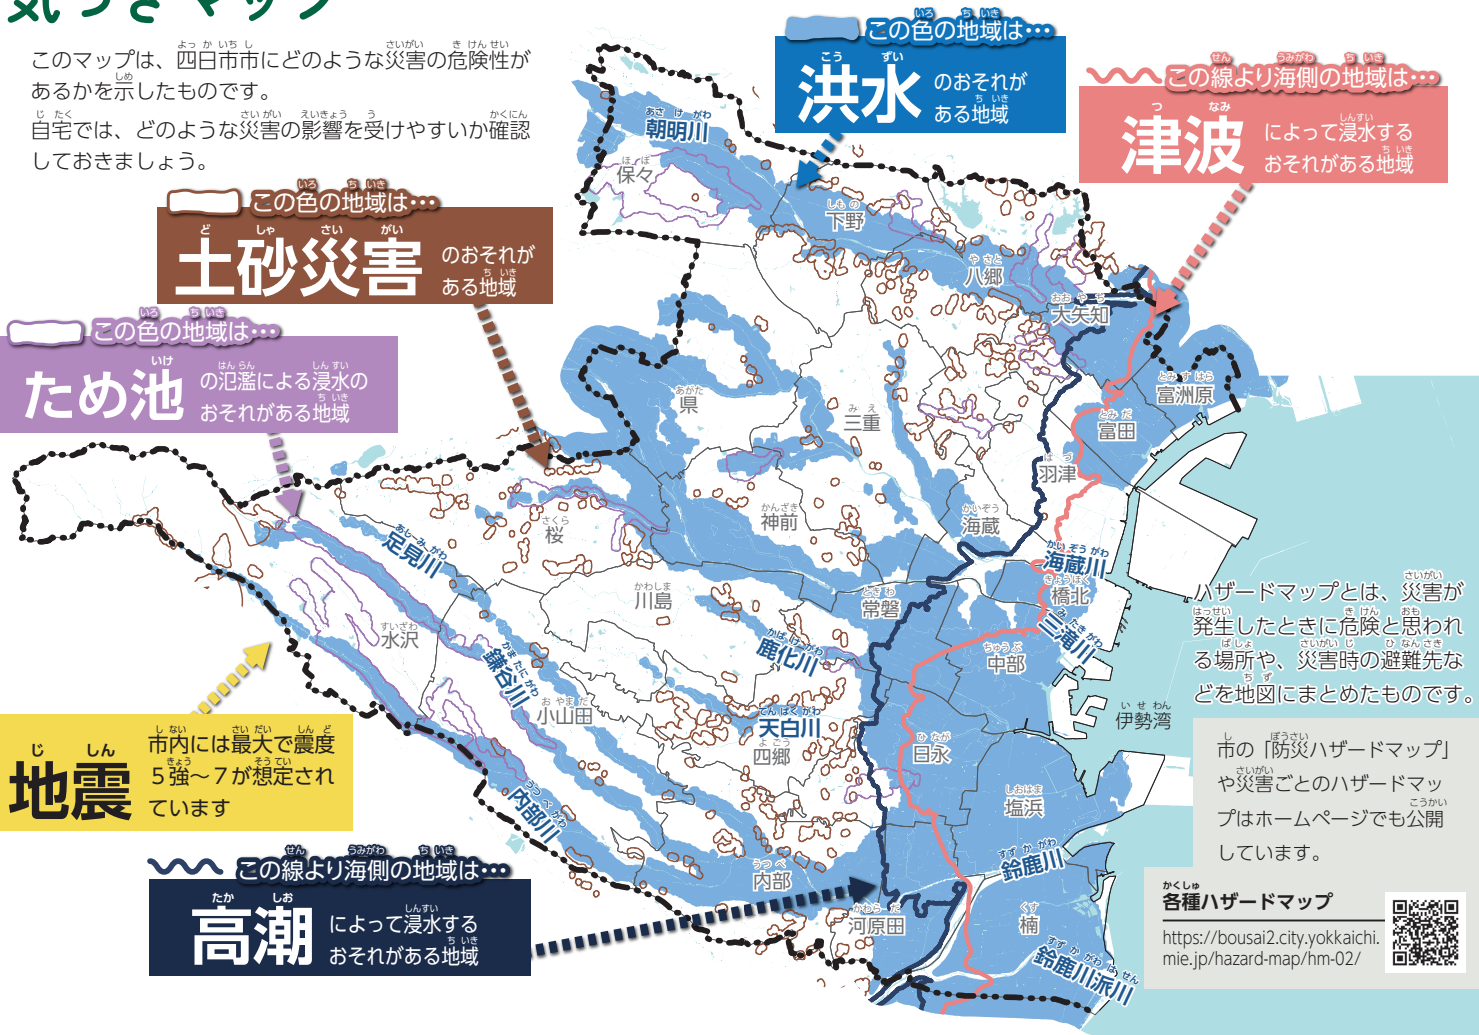 気づきマップ
このマップは、四日市市にどのような災害の危険性が
あるかを示したものです。
自宅では、どのような災害の影響を受けやすいか確認
しておきましょう。
この色の地域は…
洪水 のおそれが
ある地域
この線より海側の地域は…
津波 によって浸水する
おそれがある地域
この色の地域は…
土砂災害 のおそれが
ある地域
この色の地域は…
ため池 の氾濫による浸水の
おそれがある地域
地震 市内には最大で震度
5強〜7が想定され
ています
この線より海側の地域は…
高潮 によって浸水する
おそれがある地域
朝明川
保々
下野
八郷
大矢知
富洲原
富田
羽津
県
三重
神前
海蔵
桜
足見川
海蔵川
橋北
三滝川
常磐
川島
水沢
鎌谷川
鹿化川
中部
小山田
天白川
四郷
日永
伊勢湾
塩浜
内部川
内部
鈴鹿川
河原田
楠
鈴鹿川派川
ハザードマップとは、災害が
発生したときに危険と思われ
る場所や、災害時の避難先な
どを地図にまとめたものです。
市の「防災ハザードマップ」
や災害ごとのハザードマッ
プはホームページでも公開
しています。
各種ハザードマップ
https://bousai2.city.yokkaichi.
mie.jp/hazard-map/hm-02/